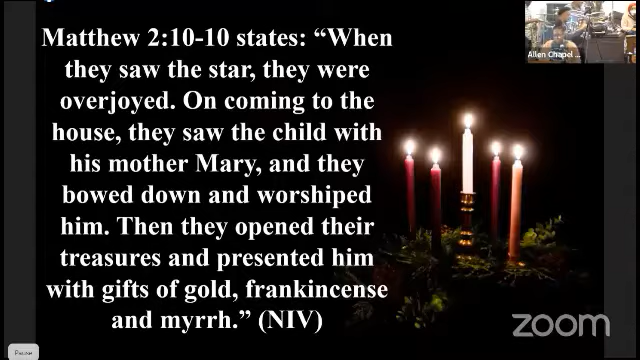 Matthew 2:10-10 states: “When
they saw the star, they were
overjoyed. On coming to the
house, they saw the child with
his mother Mary, and they
bowed down and worshiped
him. Then they opened their
treasures and presented him
with gifts of gold, frankincense
and myrrh.” (NIV)
Allen Chapel ...
zoom
Pause